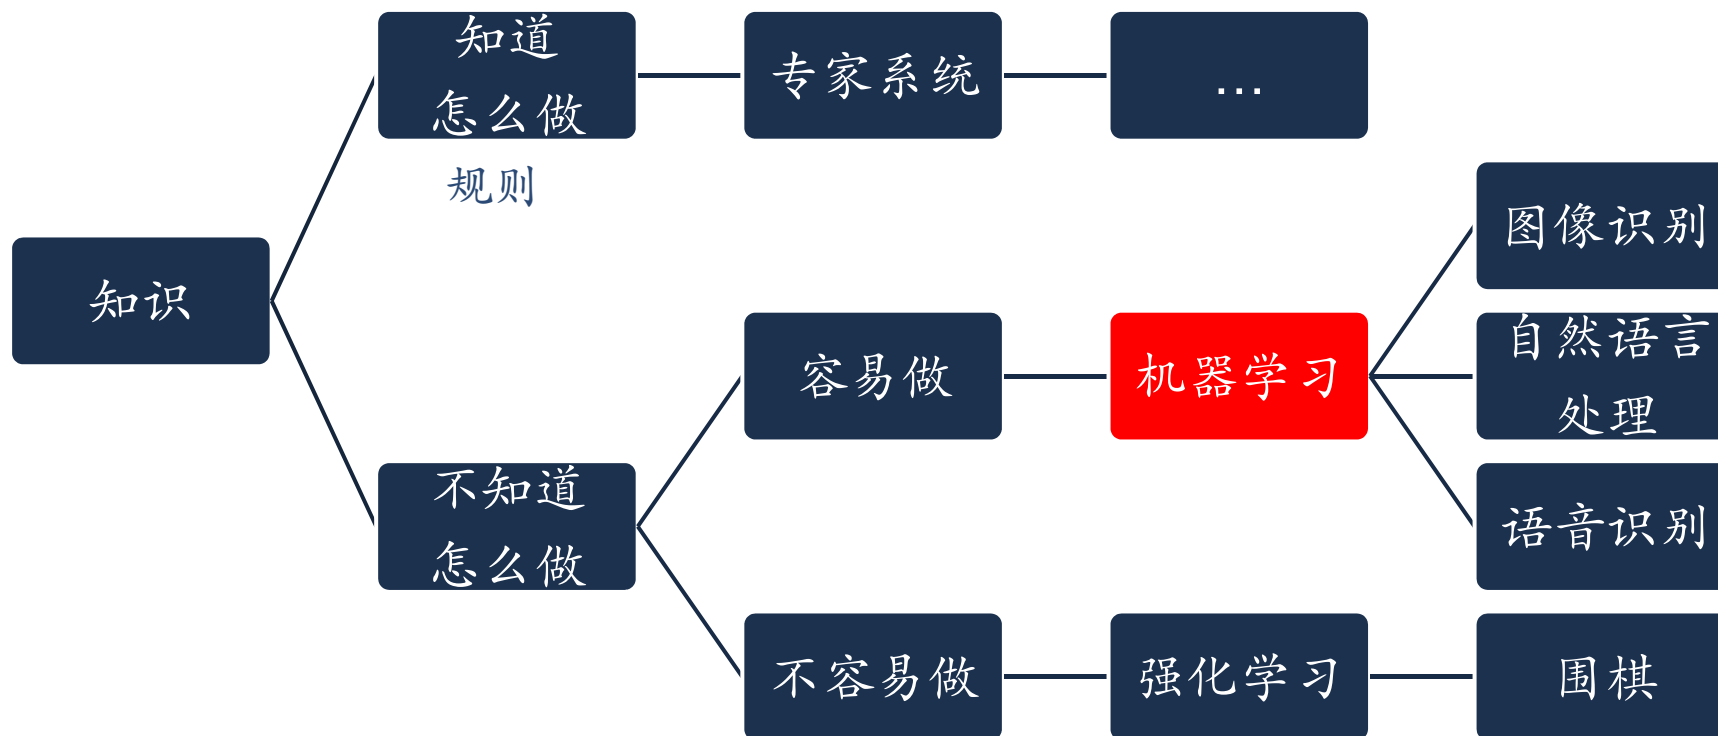 知道
怎么做
专家系统
...
规则
图像识别
知识
容易做
机器学习
自然语言
处理
不知道
怎么做
语音识别
不容易做
强化学习
围棋